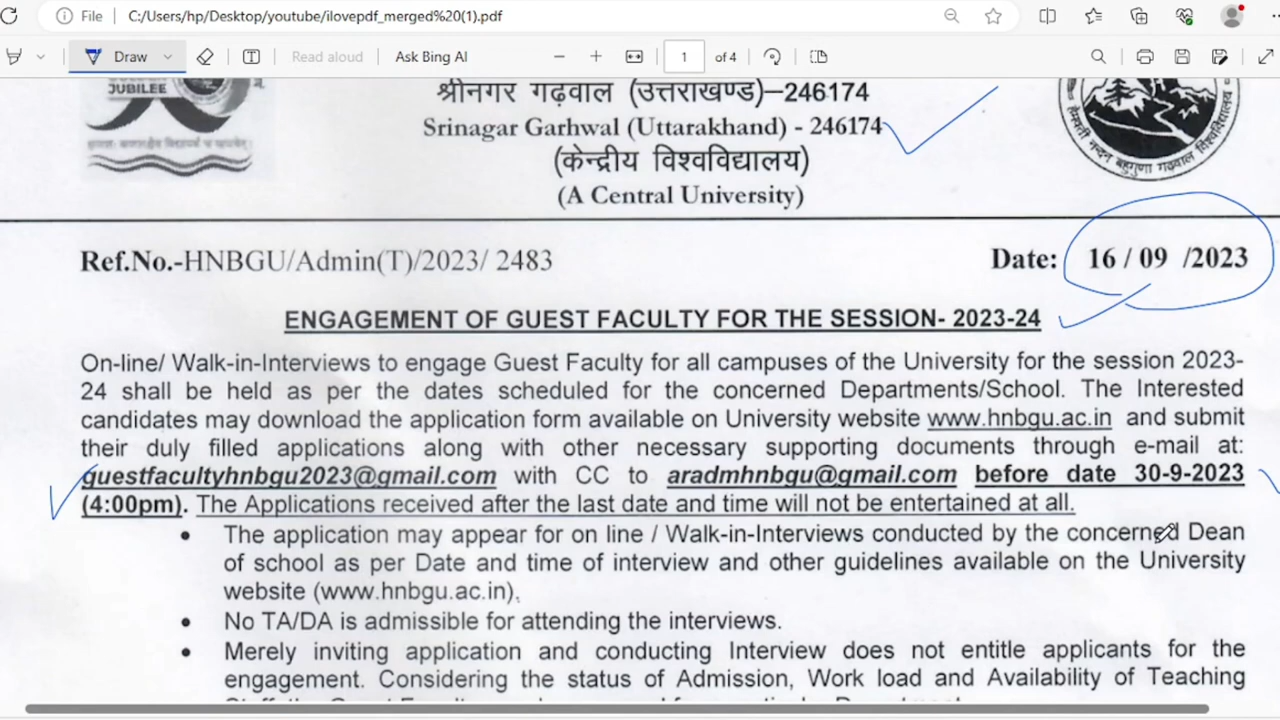 File
C:/Users/hp/Desktop/youtube/ilovepdf_merged%20(1).pdf
Draw
Read aloud
Ask Bing AI
1 of 4
JUBILEE
श्रीनगर गढ़वाल (उत्तराखण्ड)–246174
Srinagar Garhwal (Uttarakhand) - 246174
(केन्द्रीय विश्वविद्यालय)
(A Central University)
Ref.No.-HNBGU/Admin(T)/2023/ 2483
Date: 16 / 09 /2023
ENGAGEMENT OF GUEST FACULTY FOR THE SESSION- 2023-24
On-line/ Walk-in-Interviews to engage Guest Faculty for all campuses of the University for the session 2023-
24 shall be held as per the dates scheduled for the concerned Departments/School. The Interested
candidates may download the application form available on University website www.hnbgu.ac.in and submit
their duly filled applications along with other necessary supporting documents through e-mail at:
guestfacultyhnbgu2023@gmail.com with CC to aradmhnbgu@gmail.com before date 30-9-2023
(4:00pm). The Applications received after the last date and time will not be entertained at all.
• The application may appear for on line / Walk-in-Interviews conducted by the concerned Dean
of school as per Date and time of interview and other guidelines available on the University
website (www.hnbgu.ac.in).
• No TA/DA is admissible for attending the interviews.
• Merely inviting application and conducting Interview does not entitle applicants for the
engagement. Considering the status of Admission, Work load and Availability of Teaching